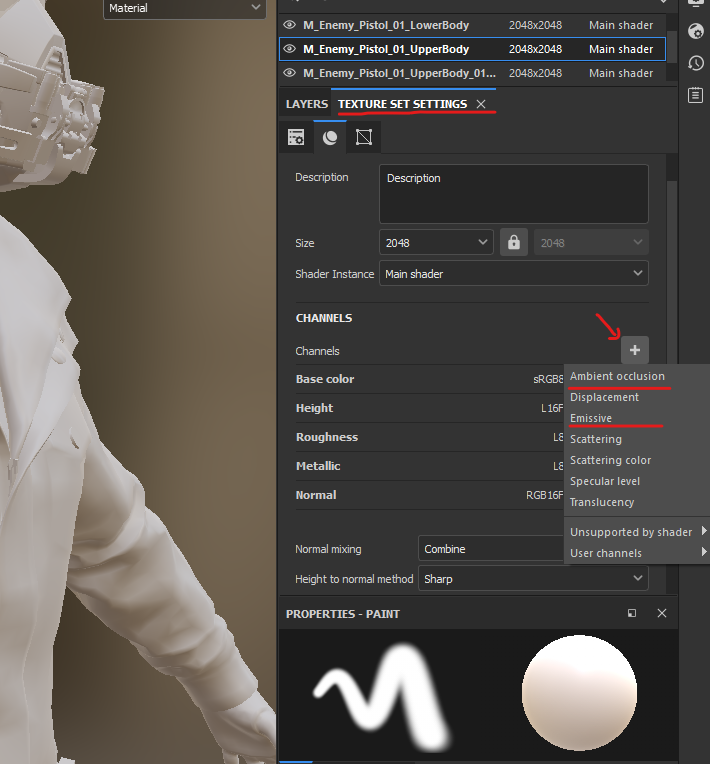 Material
M_Enemy_Pistol_01_LowerBody 2048x2048 Main shader
M_Enemy_Pistol_01_UpperBody 2048x2048 Main shader
M_Enemy_Pistol_01_UpperBody_01... 2048x2048 Main shader
LAYERS TEXTURE SET SETTINGS
Description Description
Size 2048 2048
Shader Instance Main shader
CHANNELS
Channels
Base color sRGB8
Height L16F
Roughness L8
Metallic L8
Normal RGB16F
Ambient occlusion
Displacement
Emissive
Scattering
Scattering color
Specular level
Translucency
Unsupported by shader
User channels
Normal mixing Combine
Height to normal method Sharp
PROPERTIES - PAINT